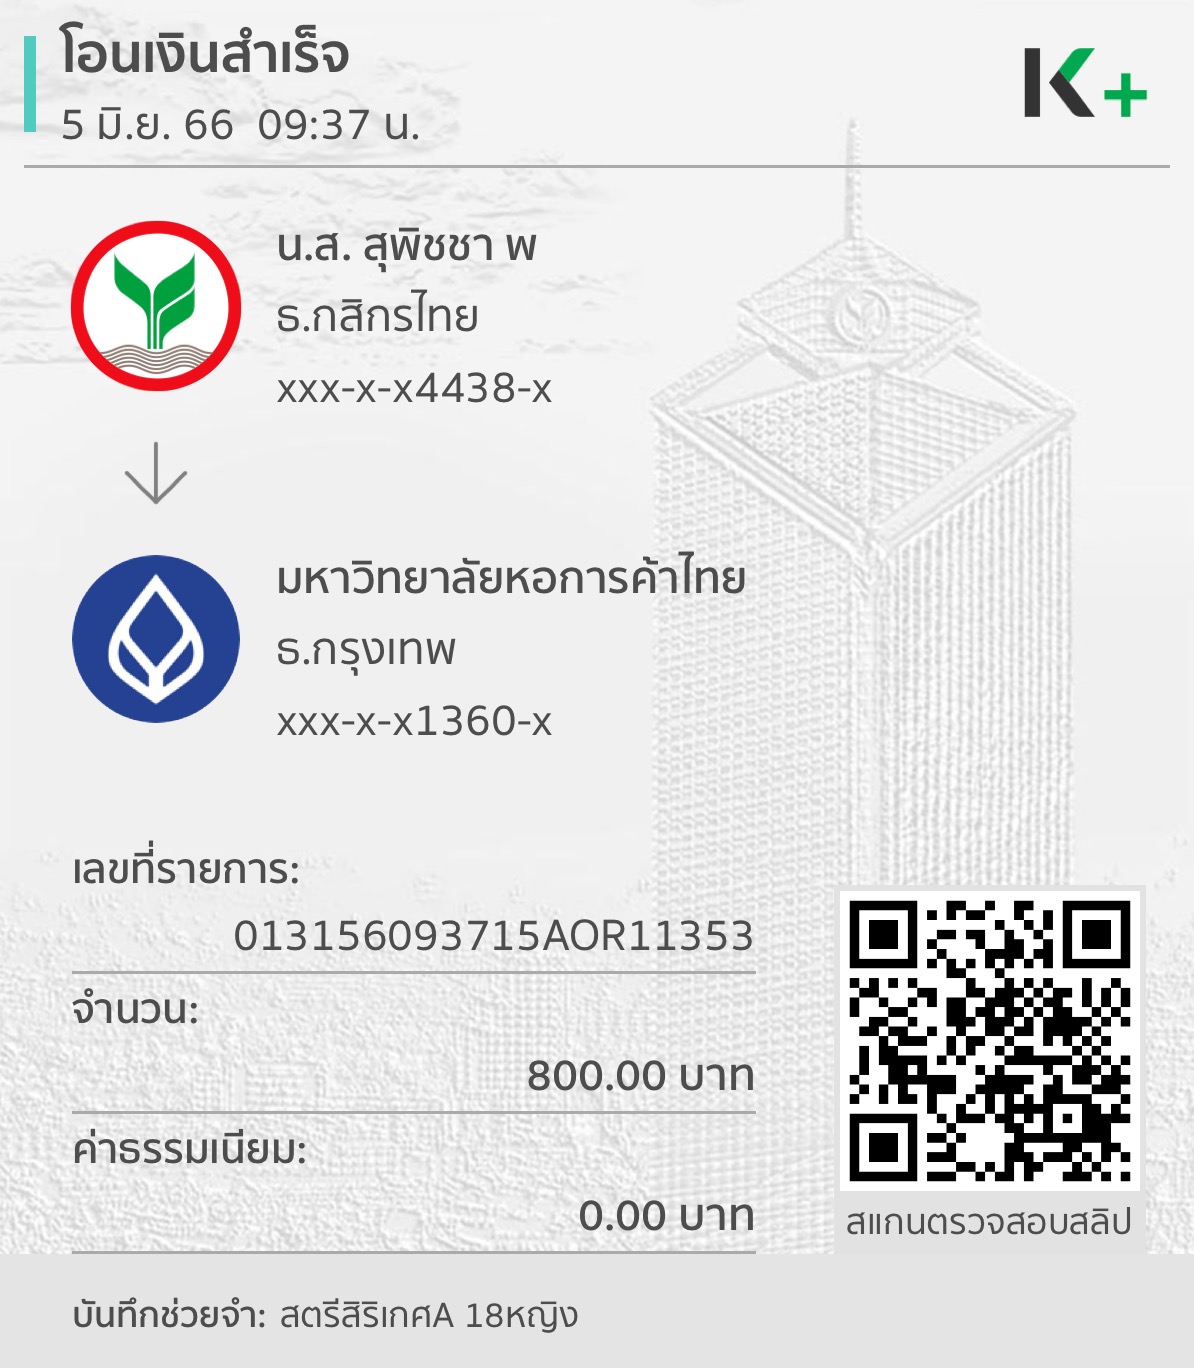 โอนเงินสำเร็จ
5 มิ.ย. 66 09:37 น.
K+
น.ส. สุพิชชา พ
ธ.กสิกรไทย
xxx-x-x4438-x
มหาวิทยาลัยหอการค้าไทย
ธ.กรุงเทพ
xxx-x-x1360-x
เลขที่รายการ:
013156093715AOR11353
จำนวน:
800.00 บาท
ค่าธรรมเนียม:
0.00 บาท
สแกนตรวจสอบสลิป
บันทึกช่วยจำ: สตรีสิริเกศA 18หญิง